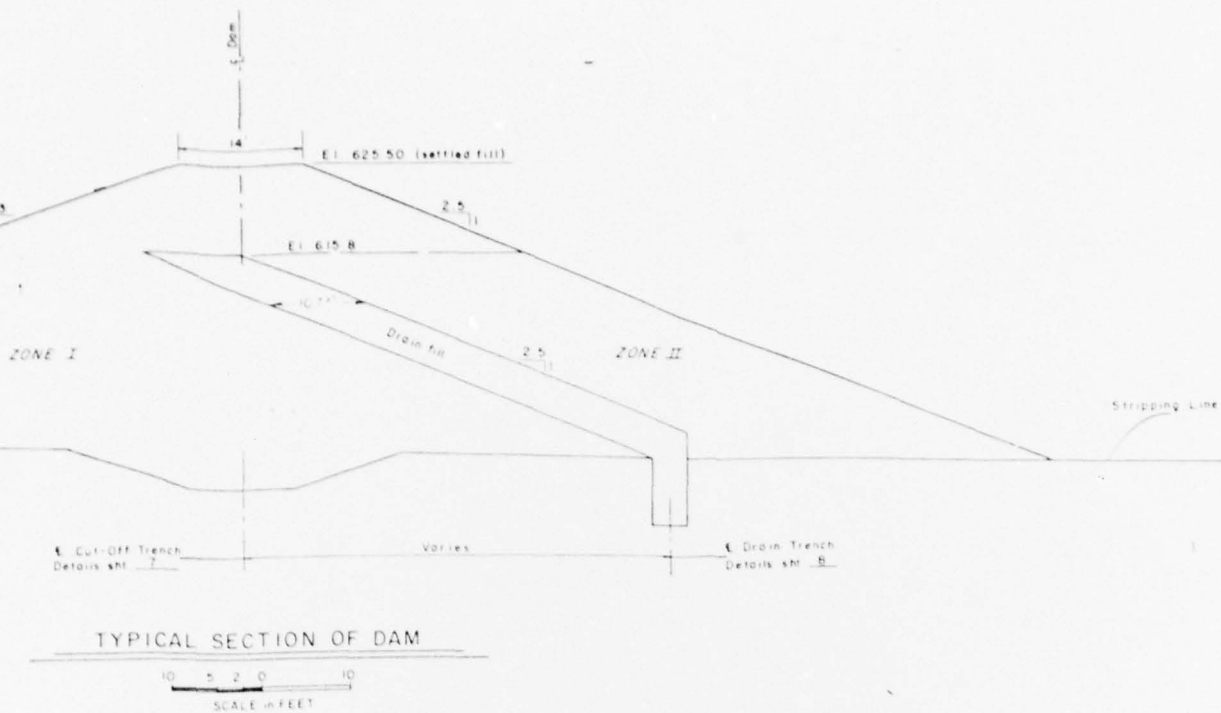 ℄ Dam
14'
El. 625.50 (settled fill)
3
2.5
1
El. 615.8
Drain fill
2.5
1
ZONE I
ZONE II
Stripping Line
℄ Cut-Off Trench
Details sht. 7
Varies
℄ Drain Trench
Details sht. 8
TYPICAL SECTION OF DAM
10 5 2 0 10
SCALE in FEET